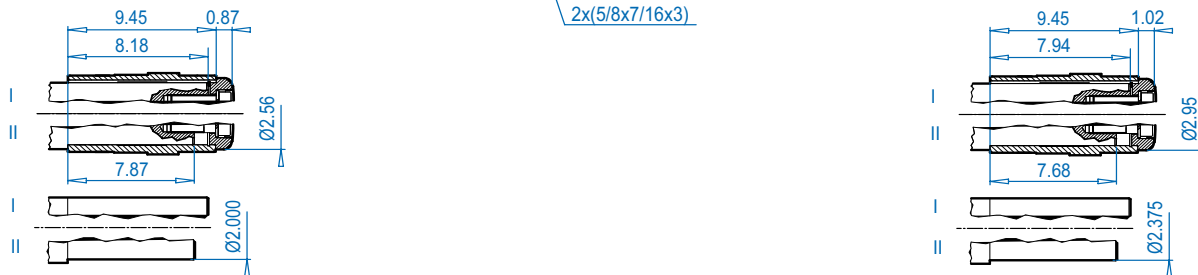 2x(5/8x7/16x3)
9.45 0.87
8.18
I
II
Ø2.56
7.87
I
II
Ø2.000
9.45 1.02
7.94
I
II
Ø2.95
7.68
I
II
Ø2.375